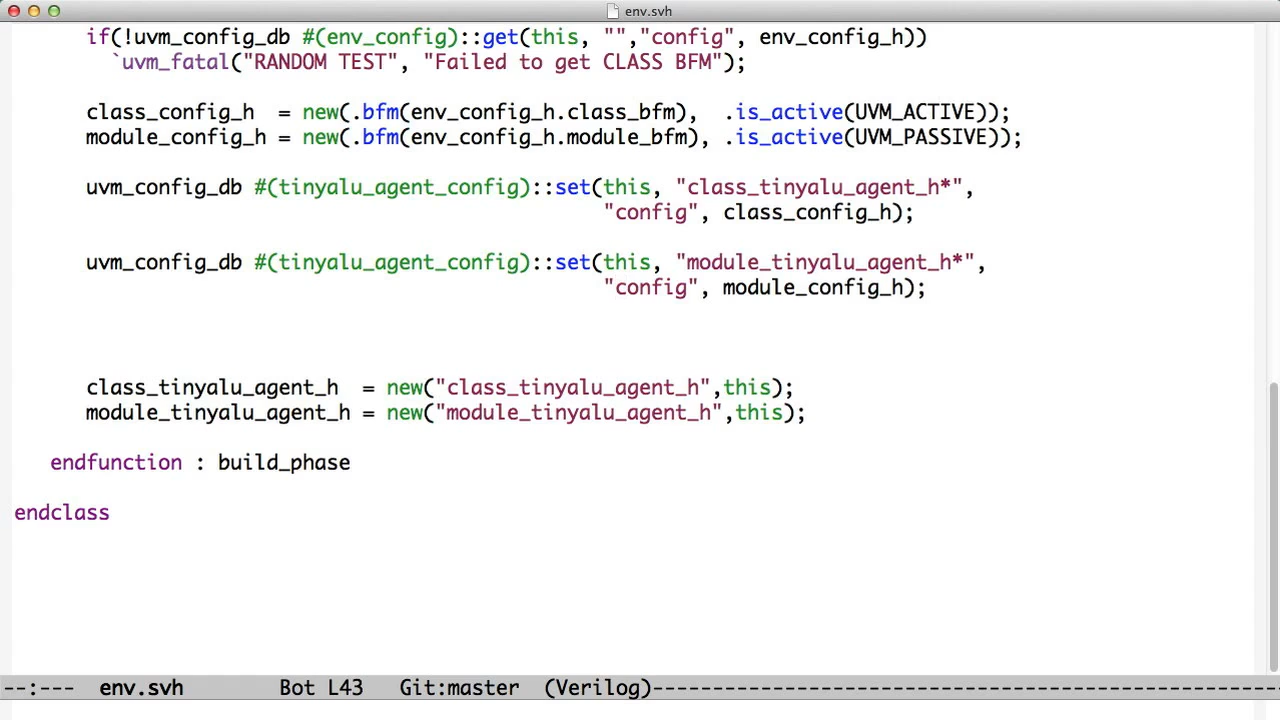 env.svh
if(!uvm_config_db #(env_config)::get(this, "","config", env_config_h))
`uvm_fatal("RANDOM TEST", "Failed to get CLASS BFM");
class_config_h  = new(.bfm(env_config_h.class_bfm),  .is_active(UVM_ACTIVE));
module_config_h = new(.bfm(env_config_h.module_bfm), .is_active(UVM_PASSIVE));
uvm_config_db #(tinyalu_agent_config)::set(this, "class_tinyalu_agent_h*",
"config", class_config_h);
uvm_config_db #(tinyalu_agent_config)::set(this, "module_tinyalu_agent_h*",
"config", module_config_h);
class_tinyalu_agent_h  = new("class_tinyalu_agent_h",this);
module_tinyalu_agent_h = new("module_tinyalu_agent_h",this);
endfunction : build_phase
endclass
--:---  env.svh        Bot L43   Git:master  (Verilog)-----------------------------------------------------